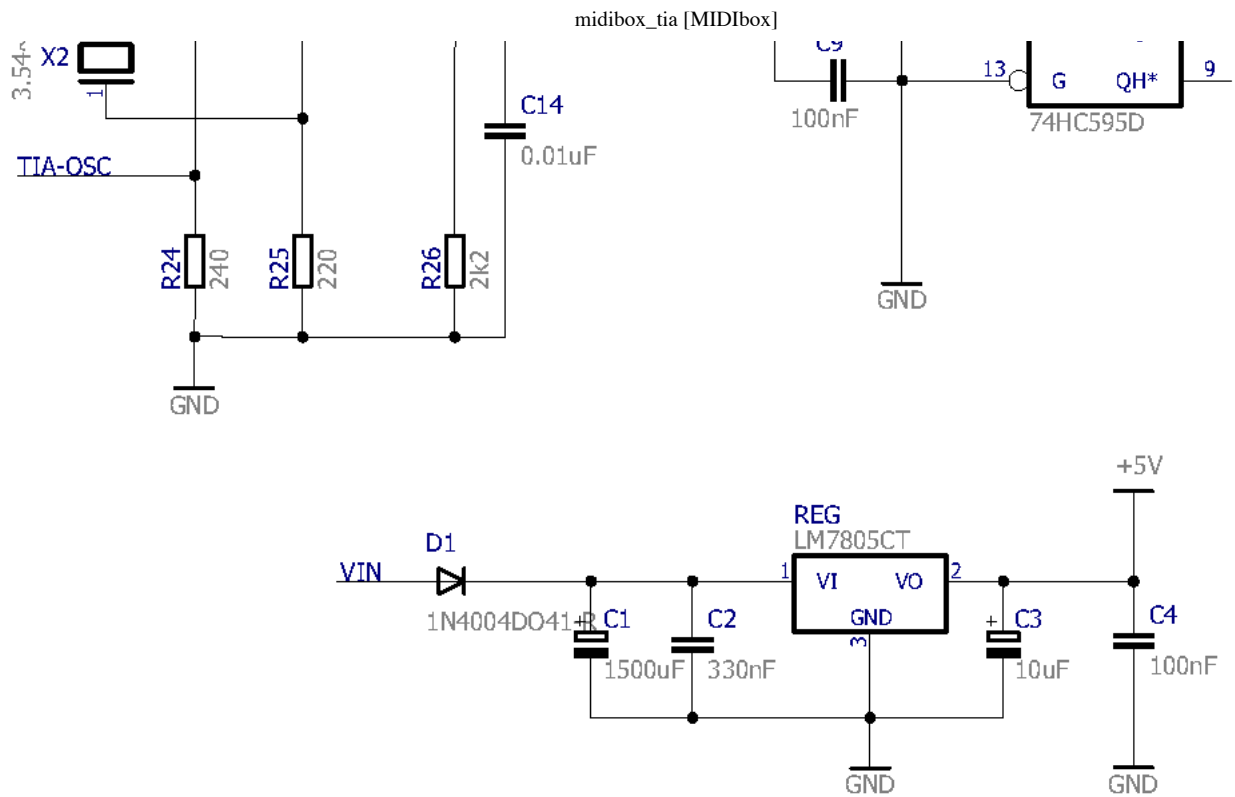 midibox_tia [MIDIbox]
X2
1
C14
0.01uF
TIA-OSC
R24
240
R25
220
R26
2k2
GND
C9
100nF
13
G
QH*
9
74HC595D
GND
+5V
REG
LM7805CT
D1
VIN
1N4004DO41-R
1
VI
VO
2
GND
3
+
C1
1500uF
C2
330nF
+
C3
10uF
C4
100nF
GND
GND